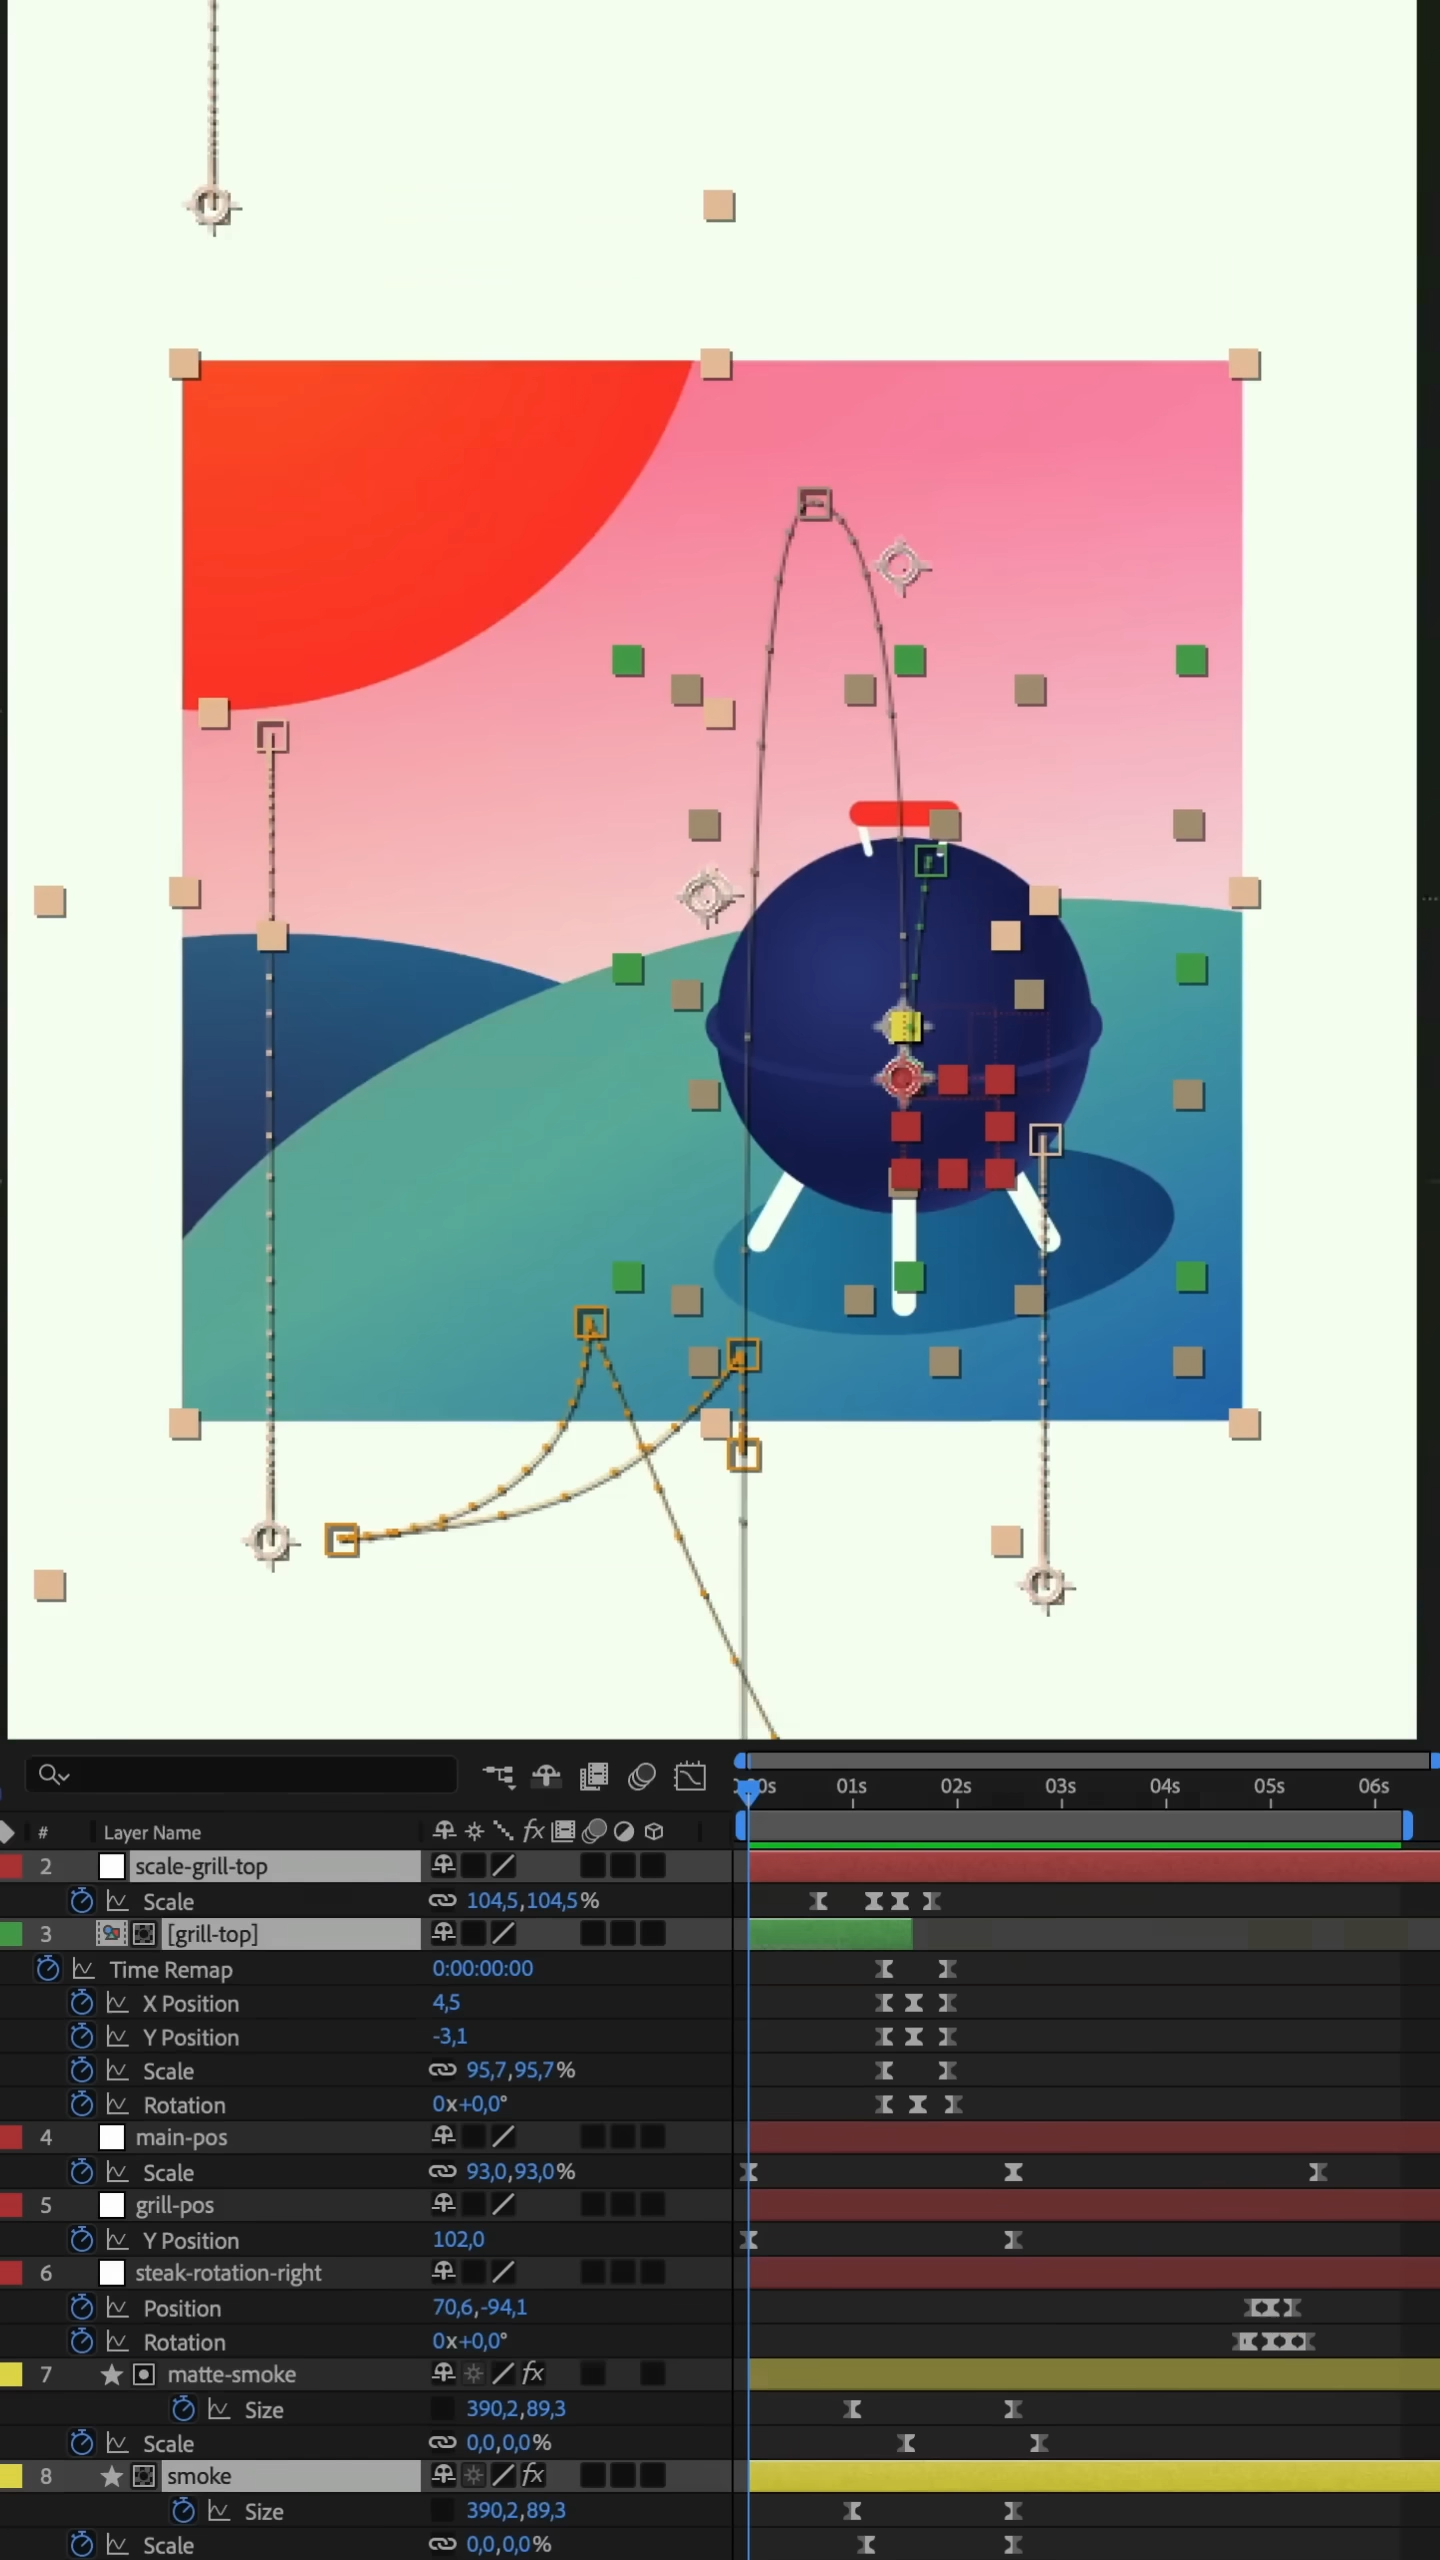 00s 01s 02s 03s 04s 05s 06s
# Layer Name fx
2 scale-grill-top
Scale 104,5,104,5%
3 [grill-top]
Time Remap 0:00:00:00
X Position 4,5
Y Position -3,1
Scale 95,7,95,7%
Rotation 0x+0,0°
4 main-pos
Scale 93,0,93,0%
5 grill-pos
Y Position 102,0
6 steak-rotation-right
Position 70,6,-94,1
Rotation 0x+0,0°
7 matte-smoke fx
Size 390,2,89,3
Scale 0,0,0,0%
8 smoke fx
Size 390,2,89,3
Scale 0,0,0,0%